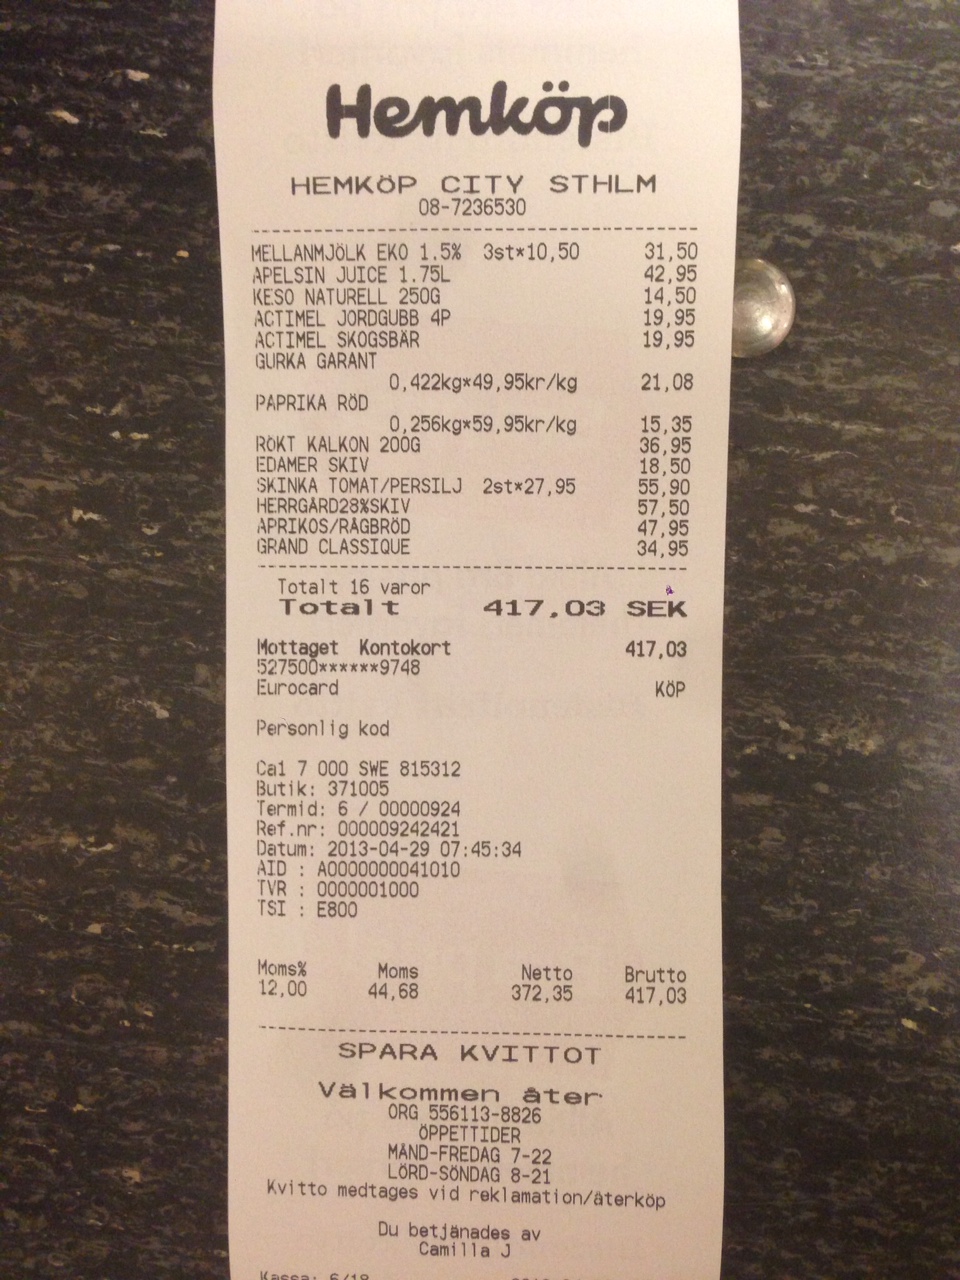 Hemköp
HEMKÖP CITY STHLM
08-7236530
MELLANMJÖLK EKO 1.5% 3st*10,50 31,50
APELSIN JUICE 1.75L 42,95
KESO NATURELL 250G 14,50
ACTIMEL JORDGUBB 4P 19,95
ACTIMEL SKOGSBÄR 19,95
GURKA GARANT
0,422kg*49,95kr/kg 21,08
PAPRIKA RÖD
0,256kg*59,95kr/kg 15,35
RÖKT KALKON 200G 36,95
EDAMER SKIV 18,50
SKINKA TOMAT/PERSILJ 2st*27,95 55,90
HERRGÅRD28%SKIV 57,50
APRIKOS/RÅGBRÖD 47,95
GRAND CLASSIQUE 34,95
Totalt 16 varor
Totalt 417,03 SEK
Mottaget Kontokort 417,03
527500******9748
Eurocard KÖP
Personlig kod
Ca1 7 000 SWE 815312
Butik: 371005
Termid: 6 / 00000924
Ref.nr: 000009242421
Datum: 2013-04-29 07:45:34
AID : A0000000041010
TVR : 0000001000
TSI : E800
Moms% Moms Netto Brutto
12,00 44,68 372,35 417,03
SPARA KVITTOT
Välkommen åter
ORG 556113-8826
ÖPPETTIDER
MÅND-FREDAG 7-22
LÖRD-SÖNDAG 8-21
Kvitto medtages vid reklamation/återköp
Du betjänades av
Camilla J
Kassa: 6/18